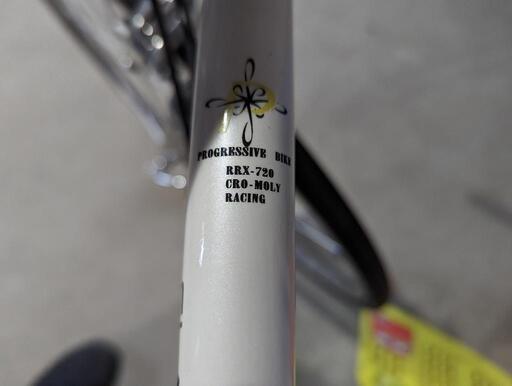 PROGRESSIVE BIKE
RRX-720
CRO-MOLY
RACING